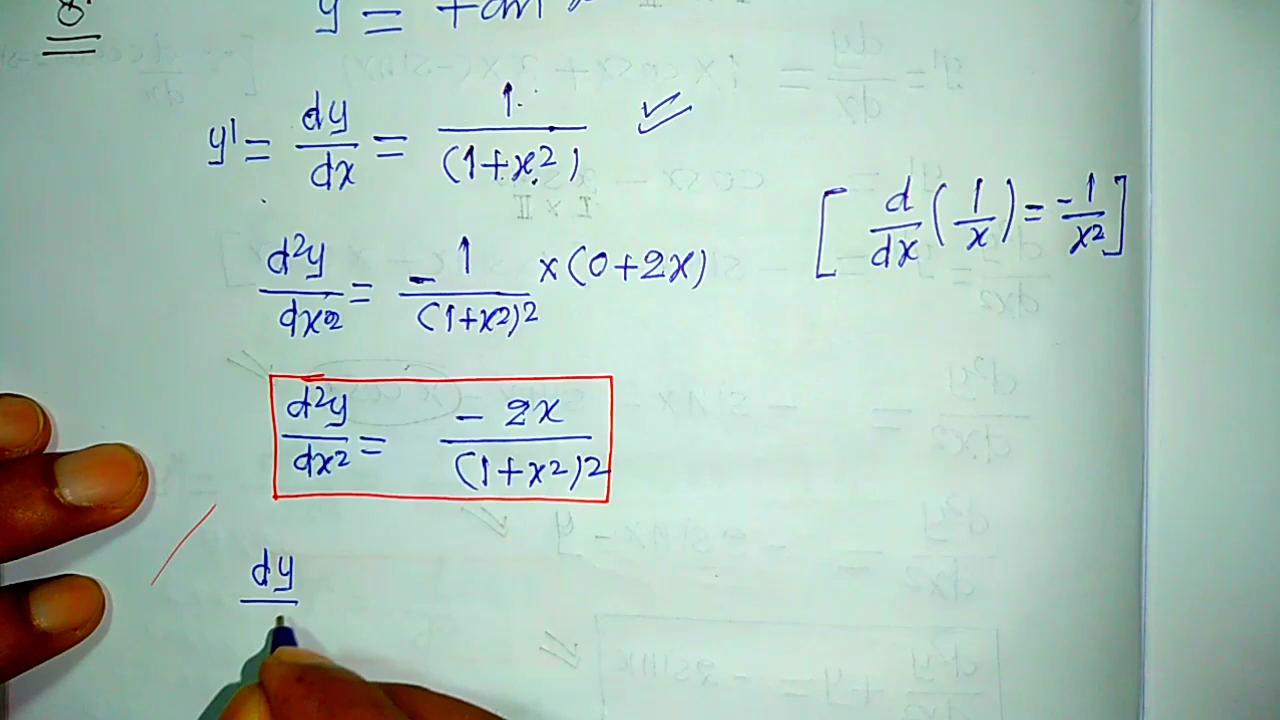 8.
y = tan
y' = dy/dx = 1/(1+x²)
[ d/dx (1/x) = -1/x² ]
d²y/dx² = -1/(1+x²)² × (0+2x)
d²y/dx² = -2x/(1+x²)²
dy